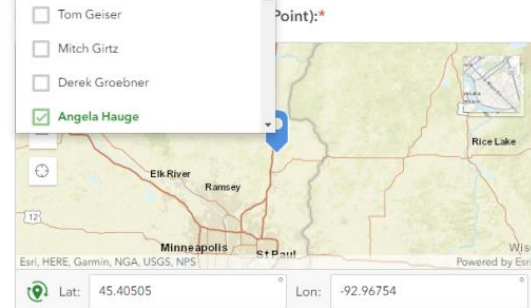 Tom Geiser
Point):*
Mitch Girtz
Derek Groebner
Angela Hauge
Rice Lake
Elk River
Ramsey
12
Minneapolis
St Paul
Wis
Esri, HERE, Garmin, NGA, USGS, NPS
Powered by Esri
Lat: 45.40505
Lon: -92.96754